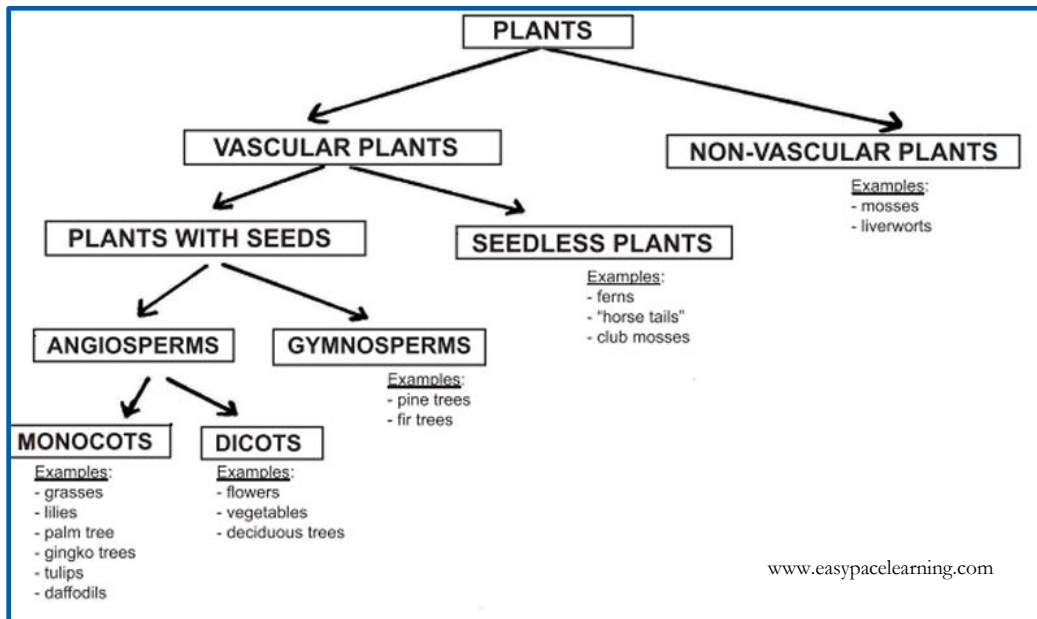 PLANTS
VASCULAR PLANTS
NON-VASCULAR PLANTS
Examples:
- mosses
- liverworts
PLANTS WITH SEEDS
SEEDLESS PLANTS
Examples:
- ferns
- "horse tails"
- club mosses
ANGIOSPERMS
GYMNOSPERMS
Examples:
- pine trees
- fir trees
MONOCOTS
Examples:
- grasses
- lilies
- palm tree
- gingko trees
- tulips
- daffodils
DICOTS
Examples:
- flowers
- vegetables
- deciduous trees
www.easypacelearning.com